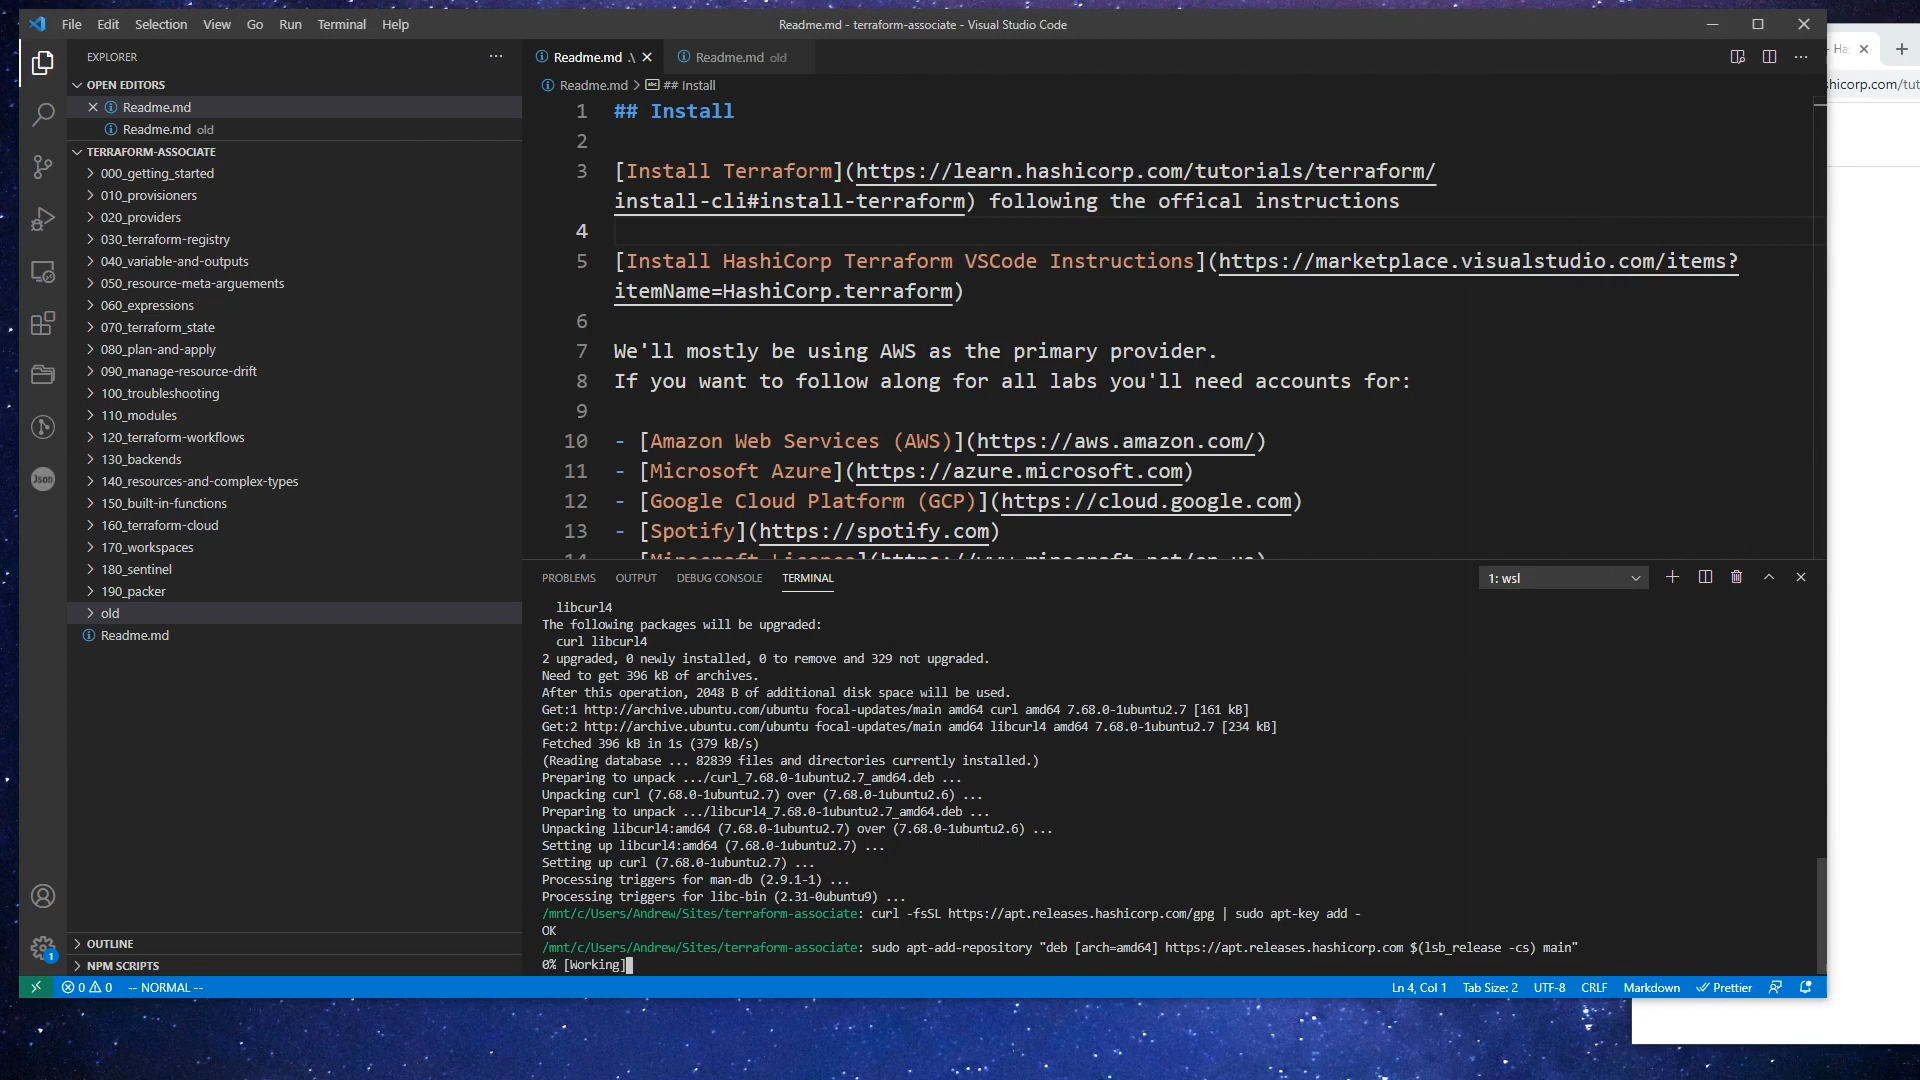 File Edit Selection View Go Run Terminal Help
Readme.md - terraform-associate - Visual Studio Code
EXPLORER
OPEN EDITORS
Readme.md
Readme.md old
TERRAFORM-ASSOCIATE
000_getting_started
010_provisioners
020_providers
030_terraform-registry
040_variable-and-outputs
050_resource-meta-arguements
060_expressions
070_terraform_state
080_plan-and-apply
090_manage-resource-drift
100_troubleshooting
110_modules
120_terraform-workflows
130_backends
140_resources-and-complex-types
150_built-in-functions
160_terraform-cloud
170_workspaces
180_sentinel
190_packer
old
Readme.md
OUTLINE
NPM SCRIPTS
Json
1
Readme.md .\
Readme.md old
Readme.md > ## Install
1 ## Install
2
3 [Install Terraform](https://learn.hashicorp.com/tutorials/terraform/
install-cli#install-terraform) following the offical instructions
4
5 [Install HashiCorp Terraform VSCode Instructions](https://marketplace.visualstudio.com/items?
itemName=HashiCorp.terraform)
6
7 We'll mostly be using AWS as the primary provider.
8 If you want to follow along for all labs you'll need accounts for:
9
10 - [Amazon Web Services (AWS)](https://aws.amazon.com/)
11 - [Microsoft Azure](https://azure.microsoft.com)
12 - [Google Cloud Platform (GCP)](https://cloud.google.com)
13 - [Spotify](https://spotify.com)
14 - [Minecraft License](https://www.minecraft.net/en-us)
PROBLEMS OUTPUT DEBUG CONSOLE TERMINAL
1: wsl
libcurl4
The following packages will be upgraded:
curl libcurl4
2 upgraded, 0 newly installed, 0 to remove and 329 not upgraded.
Need to get 396 kB of archives.
After this operation, 2048 B of additional disk space will be used.
Get:1 http://archive.ubuntu.com/ubuntu focal-updates/main amd64 curl amd64 7.68.0-1ubuntu2.7 [161 kB]
Get:2 http://archive.ubuntu.com/ubuntu focal-updates/main amd64 libcurl4 amd64 7.68.0-1ubuntu2.7 [234 kB]
Fetched 396 kB in 1s (379 kB/s)
(Reading database ... 82839 files and directories currently installed.)
Preparing to unpack .../curl_7.68.0-1ubuntu2.7_amd64.deb ...
Unpacking curl (7.68.0-1ubuntu2.7) over (7.68.0-1ubuntu2.6) ...
Preparing to unpack .../libcurl4_7.68.0-1ubuntu2.7_amd64.deb ...
Unpacking libcurl4:amd64 (7.68.0-1ubuntu2.7) over (7.68.0-1ubuntu2.6) ...
Setting up libcurl4:amd64 (7.68.0-1ubuntu2.7) ...
Setting up curl (7.68.0-1ubuntu2.7) ...
Processing triggers for man-db (2.9.1-1) ...
Processing triggers for libc-bin (2.31-0ubuntu9) ...
/mnt/c/Users/Andrew/Sites/terraform-associate: curl -fsSL https://apt.releases.hashicorp.com/gpg | sudo apt-key add -
OK
/mnt/c/Users/Andrew/Sites/terraform-associate: sudo apt-add-repository "deb [arch=amd64] https://apt.releases.hashicorp.com $(lsb_release -cs) main"
0% [Working]
0 0 -- NORMAL --
Ln 4, Col 1 Tab Size: 2 UTF-8 CRLF Markdown Prettier
- Ha
hicorp.com/tut